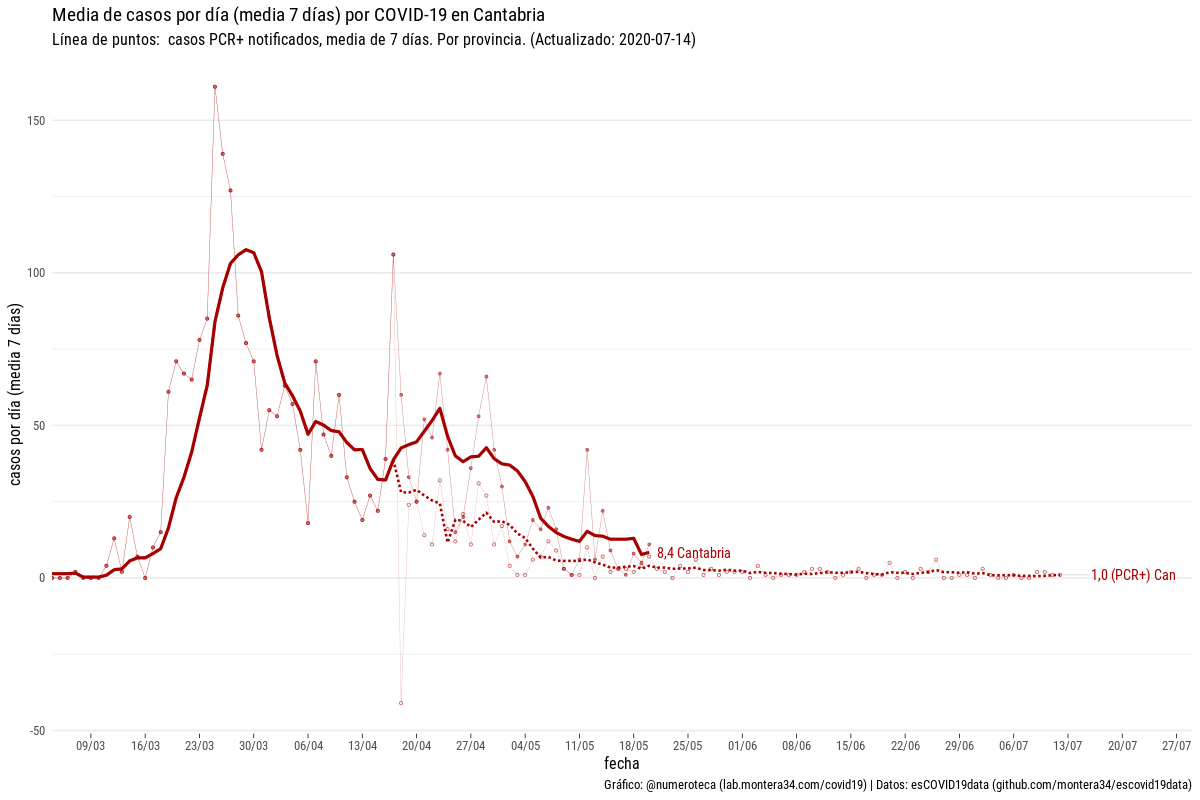 Media de casos por día (media 7 días) por COVID-19 en Cantabria
Línea de puntos:  casos PCR+ notificados, media de 7 días. Por provincia. (Actualizado: 2020-07-14)
casos por día (media 7 días)
150
100
50
0
-50
8,4 Cantabria
1,0 (PCR+) Can
09/03 16/03 23/03 30/03 06/04 13/04 20/04 27/04 04/05 11/05 18/05 25/05 01/06 08/06 15/06 22/06 29/06 06/07 13/07 20/07 27/07
fecha
Gráfico: @numeroteca (lab.montera34.com/covid19) | Datos: esCOVID19data (github.com/montera34/escovid19data)